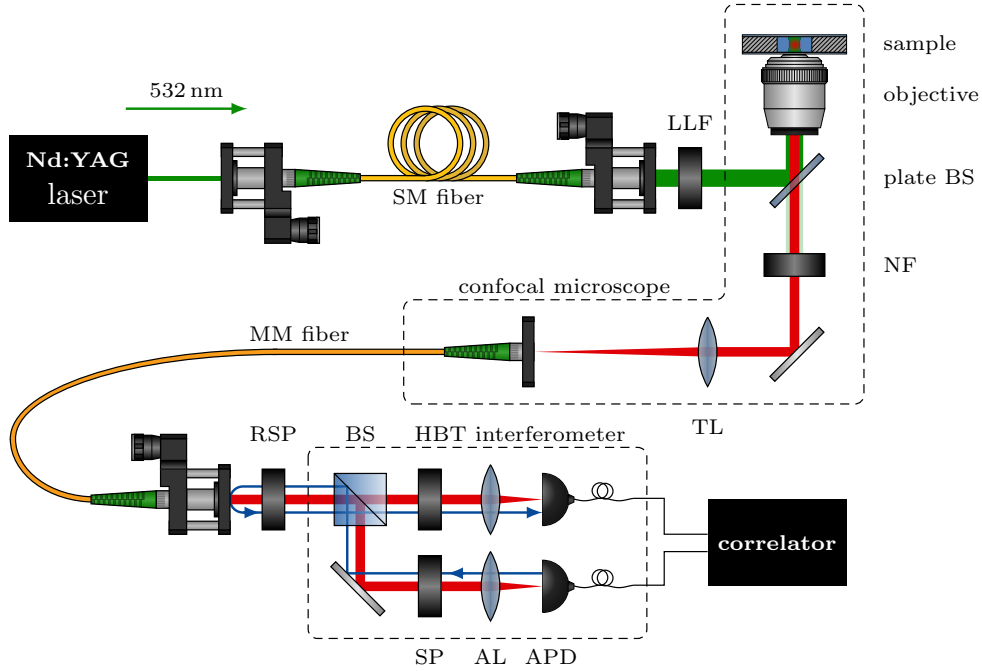 532 nm
Nd:YAG
laser
SM fiber
LLF
sample
objective
plate BS
NF
confocal microscope
MM fiber
TL
RSP
BS
HBT interferometer
correlator
SP
AL
APD